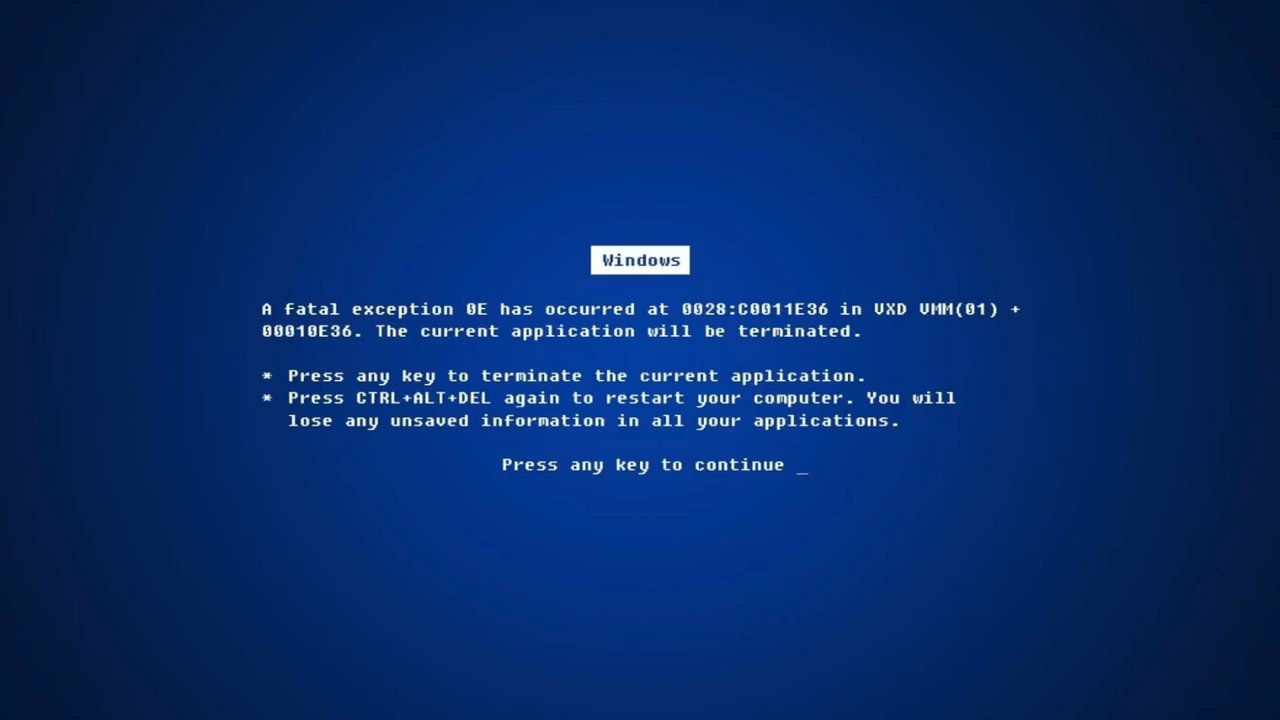 Windows
A fatal exception 0E has occurred at 0028:C0011E36 in VXD VMM(01) +
00010E36. The current application will be terminated.
* Press any key to terminate the current application.
* Press CTRL+ALT+DEL again to restart your computer. You will
lose any unsaved information in all your applications.
Press any key to continue _